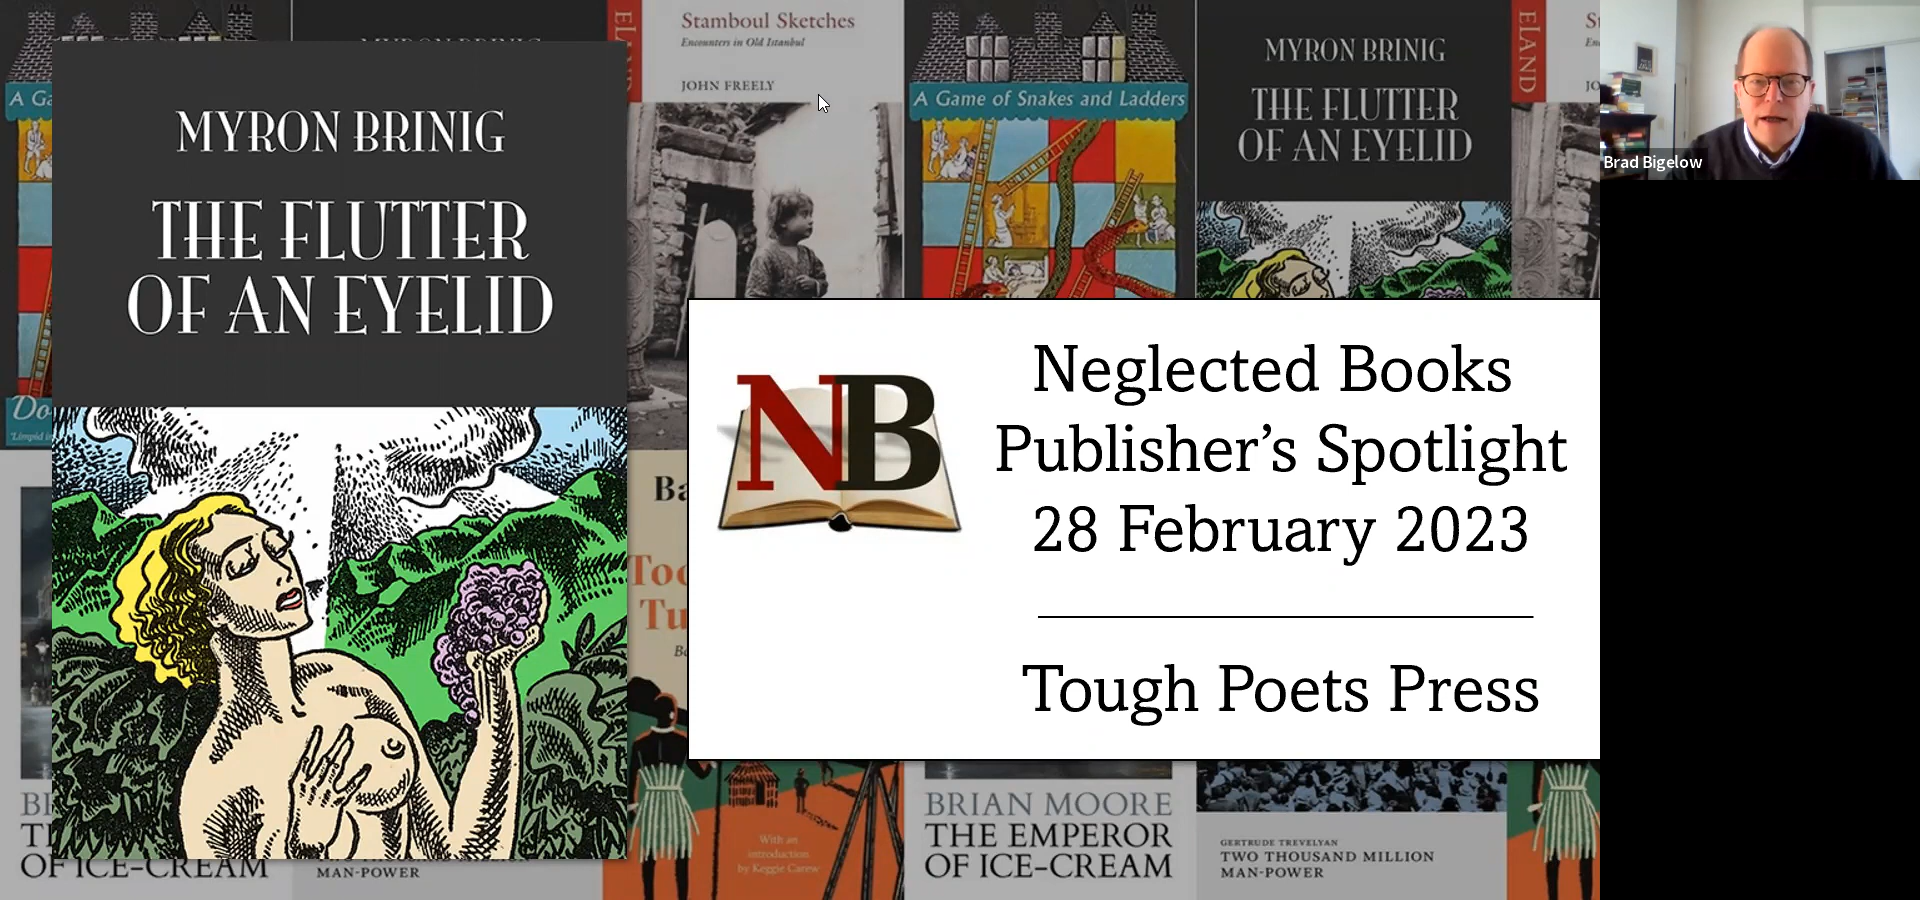 MYRON BRINIG
THE FLUTTER
OF AN EYELID
ELAND
Stamboul Sketches
Encounters in Old Istanbul
JOHN FREELY
A Game of Snakes and Ladders
MYRON BRINIG
THE FLUTTER
OF AN EYELID
ELAND
Brad Bigelow
NB
Neglected Books
Publisher’s Spotlight
28 February 2023
Tough Poets Press
OF ICE-CREAM
MAN-POWER
With an
introduction
by Keggie Carew
BRIAN MOORE
THE EMPEROR
OF ICE-CREAM
GERTRUDE TREVELYAN
TWO THOUSAND MILLION
MAN-POWER